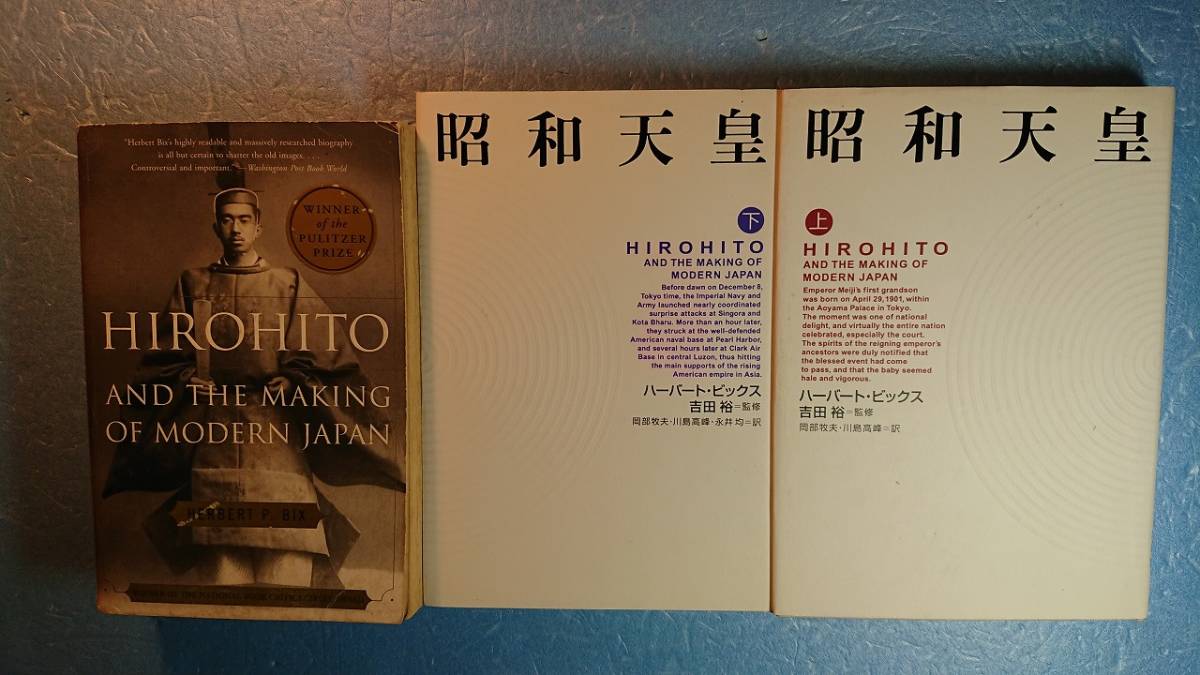 "Herbert Bix's highly readable and massively researched biography
is all but certain to shatter the old images. . . .
Controversial and important." —Washington Post Book World
WINNER
of the
PULITZER
PRIZE
HIROHITO
AND THE MAKING
OF MODERN JAPAN
HERBERT P. BIX
WINNER OF THE NATIONAL BOOK CRITICS CIRCLE AWARD
昭和天皇
下
HIROHITO
AND THE MAKING OF
MODERN JAPAN
Before dawn on December 8,
Tokyo time, the Imperial Navy and
Army launched nearly coordinated
surprise attacks at Singora and
Kota Bharu. More than an hour later,
they struck at the well-defended
American naval base at Pearl Harbor,
and several hours later at Clark Air
Base in central Luzon, thus hitting
the main supports of the rising
American empire in Asia.
ハーバート・ビックス
吉田 裕=監修
岡部牧夫・川島高峰・永井均=訳
昭和天皇
上
HIROHITO
AND THE MAKING OF
MODERN JAPAN
Emperor Meiji's first grandson
was born on April 29, 1901, within
the Aoyama Palace in Tokyo.
The moment was one of national
delight, and virtually the entire nation
celebrated, especially the court.
The spirits of the reigning emperor's
ancestors were duly notified that
the blessed event had come
to pass, and that the baby seemed
hale and vigorous.
ハーバート・ビックス
吉田 裕=監修
岡部牧夫・川島高峰=訳